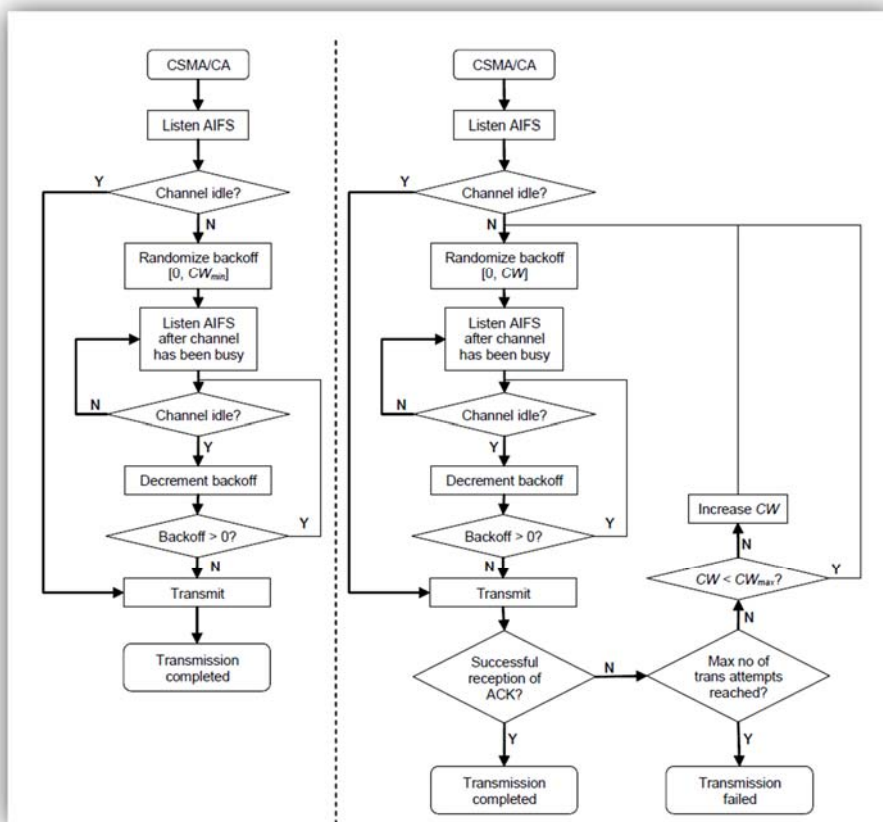 CSMA/CA
Listen AIFS
Channel idle?
Y
N
Randomize backoff
[0, CWmin]
Listen AIFS
after channel
has been busy
Channel idle?
N
Y
Decrement backoff
Backoff > 0?
Y
N
Transmit
Transmission
completed
CSMA/CA
Listen AIFS
Channel idle?
Y
N
Randomize backoff
[0, CW]
Listen AIFS
after channel
has been busy
Channel idle?
N
Y
Decrement backoff
Backoff > 0?
Y
N
Transmit
Successful
reception of
ACK?
N
Y
Transmission
completed
Increase CW
N
CW < CWmax?
Y
N
Max no of
trans attempts
reached?
Y
Transmission
failed